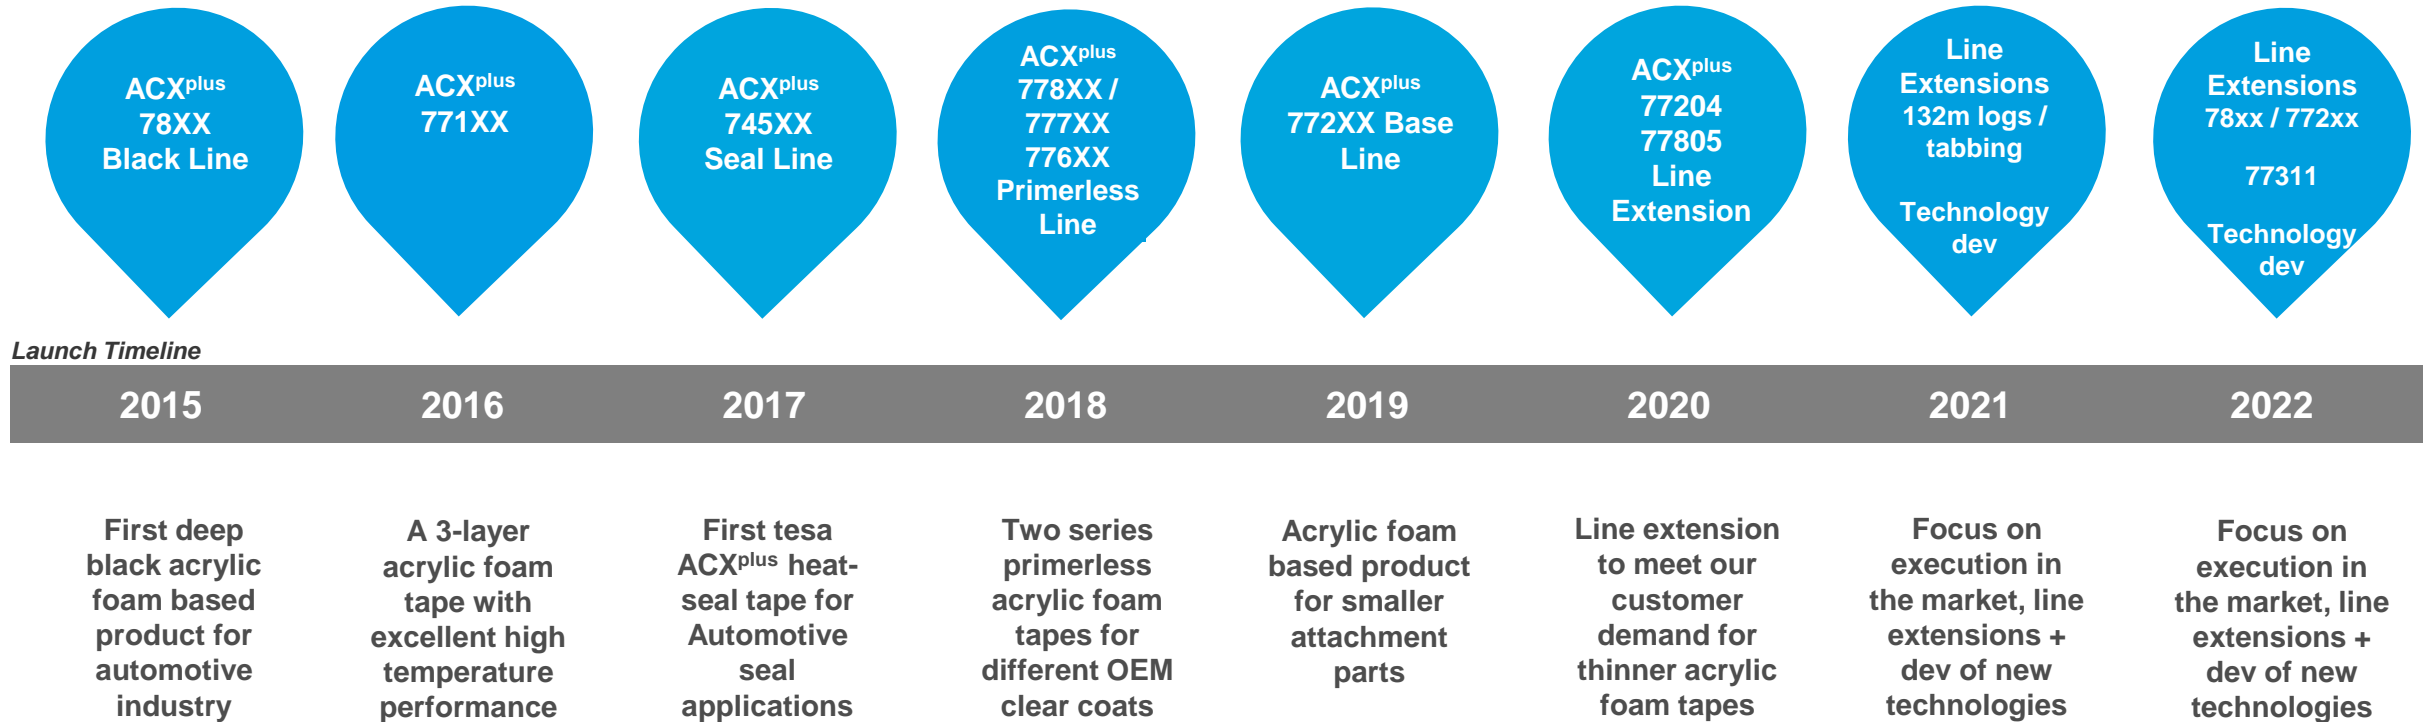 ACXplus
78XX
Black Line
ACXplus
771XX
ACXplus
745XX
Seal Line
ACXplus
778XX /
777XX
776XX
Primerless
Line
ACXplus
772XX Base
Line
ACXplus
77204
77805
Line
Extension
Line
Extensions
132m logs /
tabbing
Technology
dev
Line
Extensions
78xx / 772xx
77311
Technology
dev
Launch Timeline
2015
2016
2017
2018
2019
2020
2021
2022
First deep
black acrylic
foam based
product for
automotive
industry
A 3-layer
acrylic foam
tape with
excellent high
temperature
performance
First tesa
ACXplus heat-
seal tape for
Automotive
seal
applications
Two series
primerless
acrylic foam
tapes for
different OEM
clear coats
Acrylic foam
based product
for smaller
attachment
parts
Line extension
to meet our
customer
demand for
thinner acrylic
foam tapes
Focus on
execution in
the market, line
extensions +
dev of new
technologies
Focus on
execution in
the market, line
extensions +
dev of new
technologies